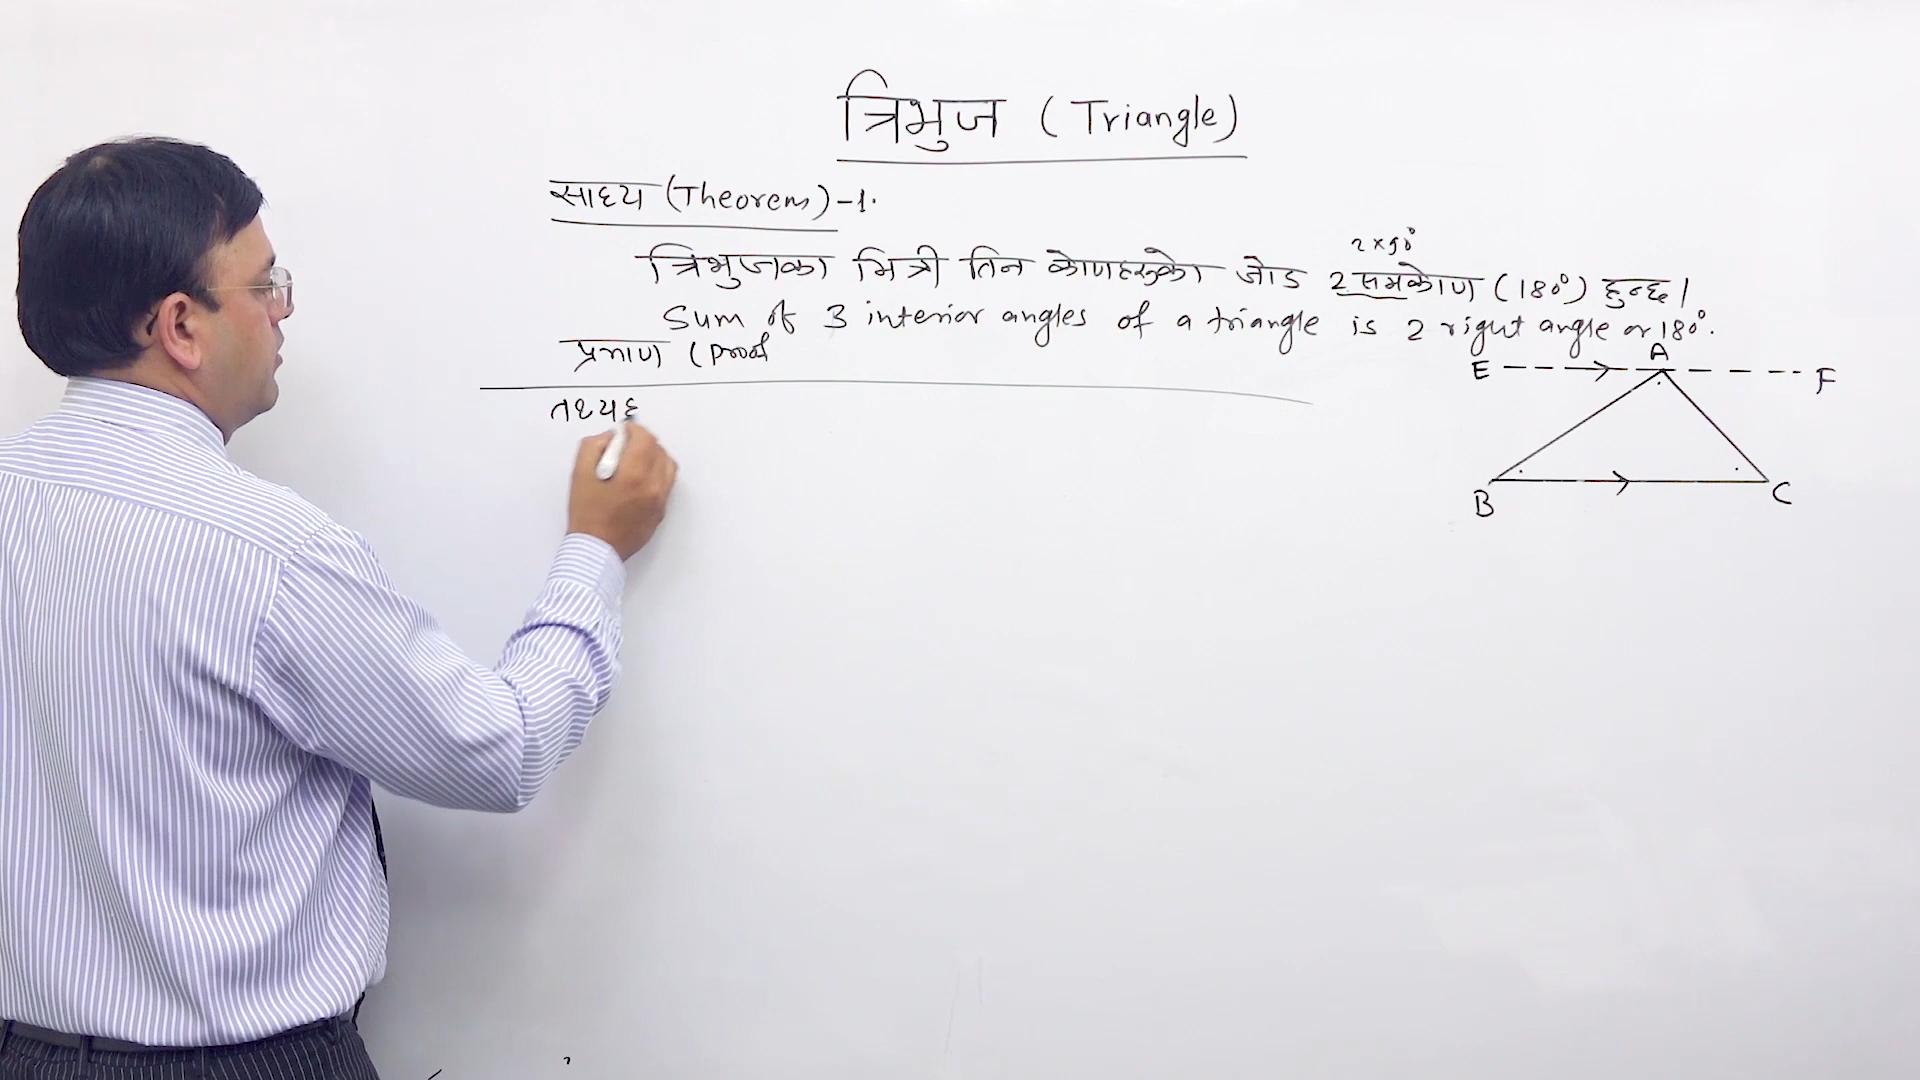 त्रिभुज (Triangle)
साध्य (Theorem) -1.
2 x 90°
त्रिभुजका भित्री तिन कोणहरूको जोड 2 समकोण (180°) हुन्छ।
Sum of 3 interior angles of a triangle is 2 right angle or 180°.
प्रमाण (Proof
A
E F
B C